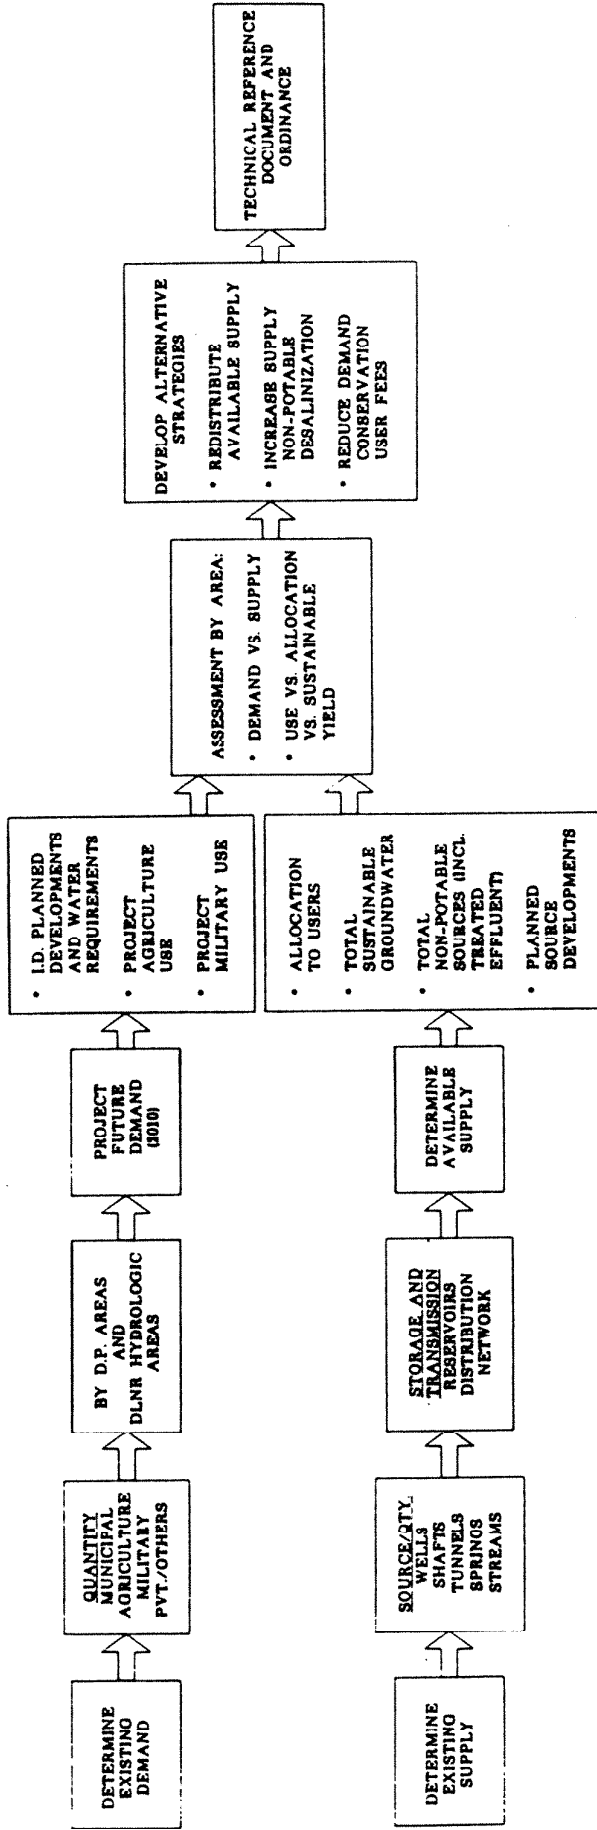 DETERMINE
EXISTING
DEMAND
QUANTITY
MUNICIPAL
AGRICULTURE
MILITARY
PVT./OTHERS
BY D.P. AREAS
AND
DLNR HYDROLOGIC
AREAS
PROJECT
FUTURE
DEMAND
(2010)
• I.D. PLANNED
DEVELOPMENTS
AND WATER
REQUIREMENTS
• PROJECT
AGRICULTURE
USE
• PROJECT
MILITARY USE
DETERMINE
EXISTING
SUPPLY
SOURCE/QTY.
WELLS
SHAFTS
TUNNELS
SPRINGS
STREAMS
STORAGE AND
TRANSMISSION
RESERVOIRS
DISTRIBUTION
NETWORK
DETERMINE
AVAILABLE
SUPPLY
• ALLOCATION
TO USERS
• TOTAL
SUSTAINABLE
GROUNDWATER
• TOTAL
NON-POTABLE
SOURCES (INCL.
TREATED
EFFLUENT)
• PLANNED
SOURCE
DEVELOPMENTS
ASSESSMENT BY AREA:
• DEMAND VS. SUPPLY
• USE VS. ALLOCATION
VS. SUSTAINABLE
YIELD
DEVELOP ALTERNATIVE
STRATEGIES
• REDISTRIBUTE
AVAILABLE SUPPLY
• INCREASE SUPPLY
NON-POTABLE
DESALINIZATION
• REDUCE DEMAND
CONSERVATION
USER FEES
TECHNICAL REFERENCE
DOCUMENT AND
ORDINANCE